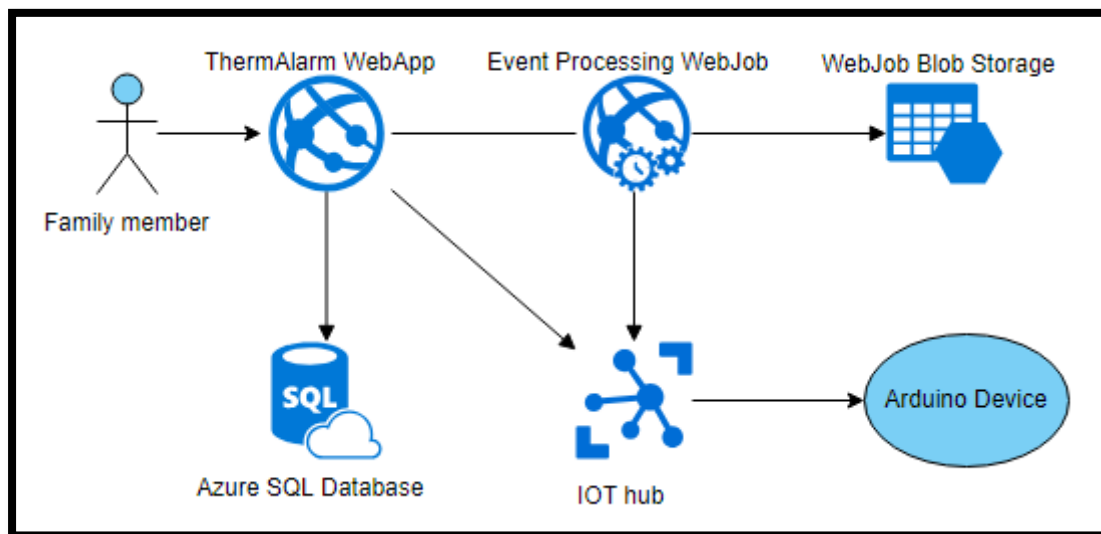 ThermAlarm WebApp
Event Processing WebJob
WebJob Blob Storage
Family member
SQL
Arduino Device
Azure SQL Database
IOT hub